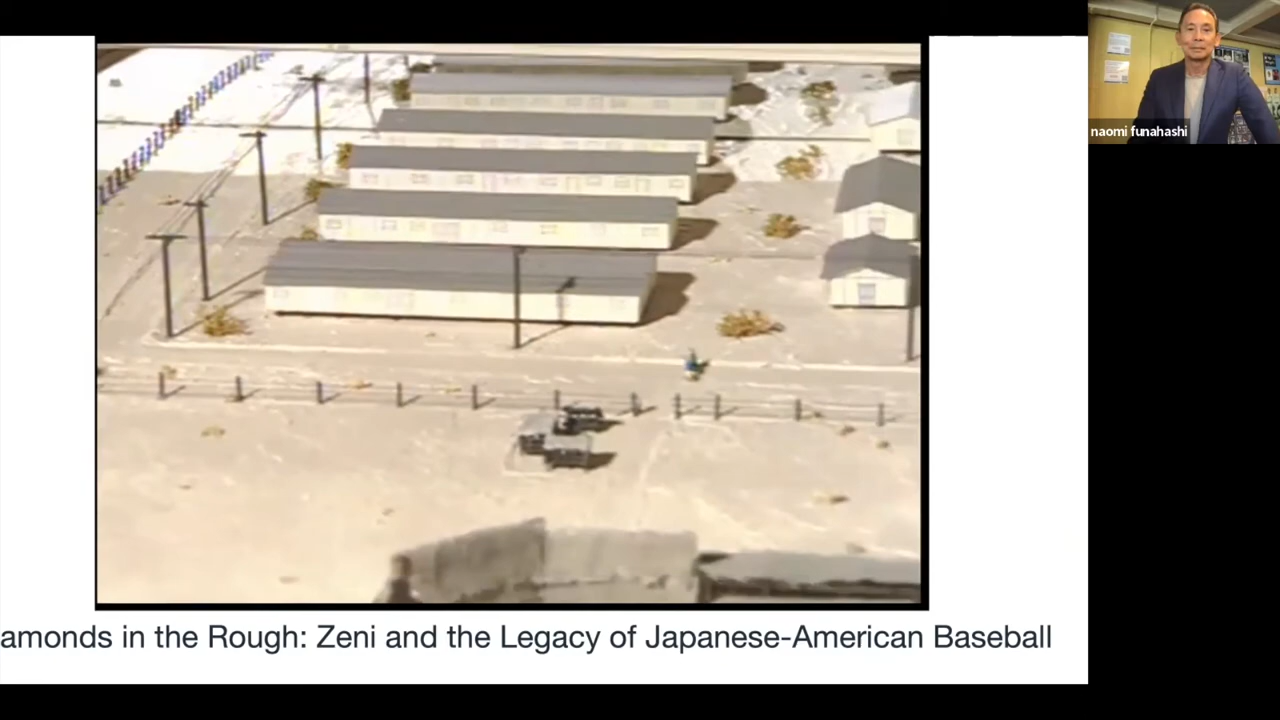 naomi funahashi
amonds in the Rough: Zeni and the Legacy of Japanese-American Baseball